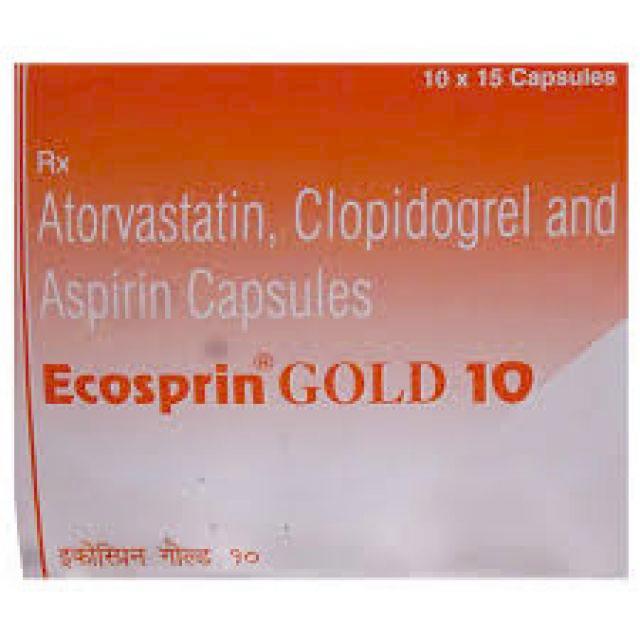 10 x 15 Capsules
Rx
Atorvastatin, Clopidogrel and
Aspirin Capsules
Ecosprin® GOLD 10
इकोस्प्रिन गोल्ड १०